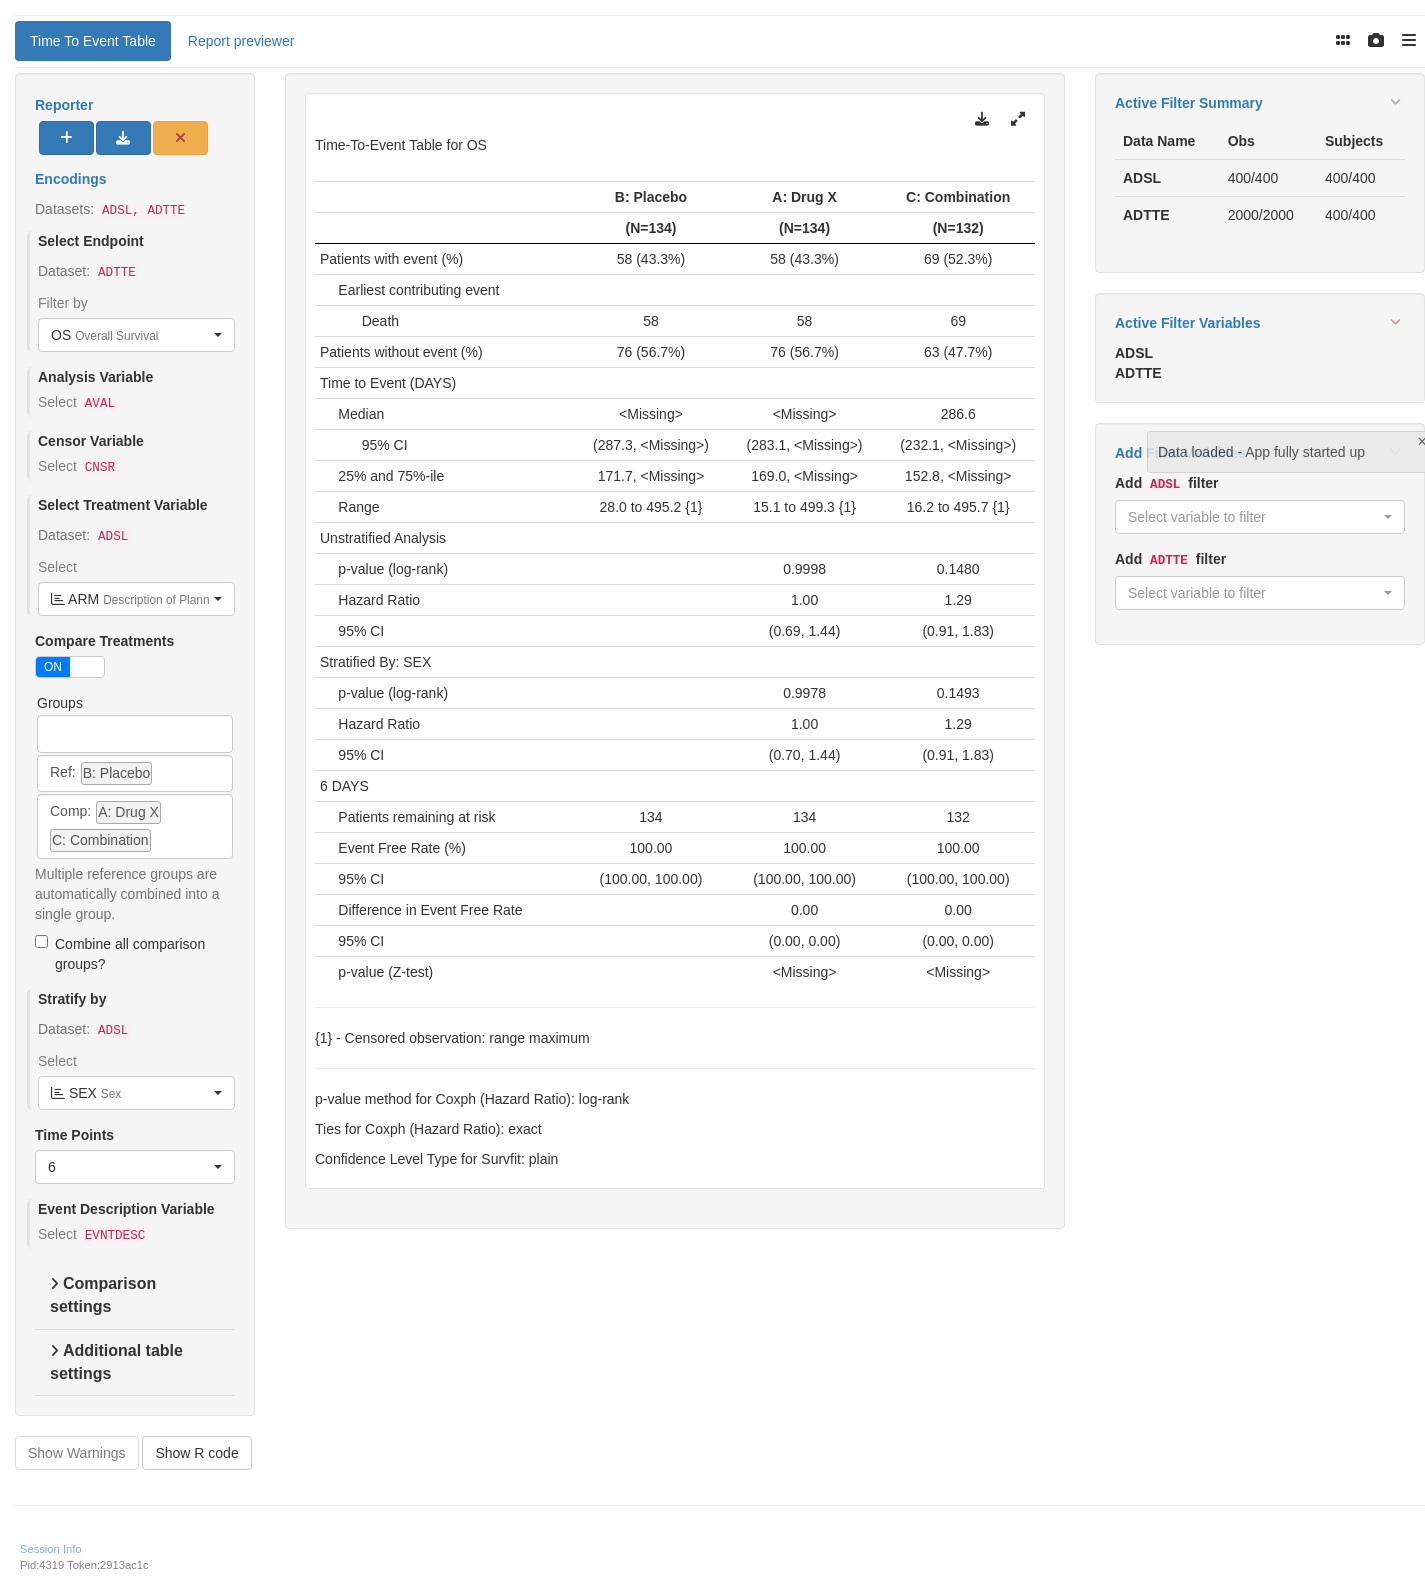 Time To Event Table
Report previewer
Reporter
Encodings
Datasets: ADSL, ADTTE
Select Endpoint
Dataset: ADTTE
Filter by
OS Overall Survival
Analysis Variable
Select AVAL
Censor Variable
Select CNSR
Select Treatment Variable
Dataset: ADSL
Select
ARM Description of Plann
Compare Treatments
ON
Groups
Ref: B: Placebo
Comp: A: Drug X
C: Combination
Multiple reference groups are
automatically combined into a
single group.
Combine all comparison
groups?
Stratify by
Dataset: ADSL
Select
SEX Sex
Time Points
6
Event Description Variable
Select EVNTDESC
Comparison
settings
Additional table
settings
Show Warnings
Show R code
Time-To-Event Table for OS
B: Placebo A: Drug X C: Combination
(N=134) (N=134) (N=132)
Patients with event (%) 58 (43.3%) 58 (43.3%) 69 (52.3%)
Earliest contributing event
Death 58 58 69
Patients without event (%) 76 (56.7%) 76 (56.7%) 63 (47.7%)
Time to Event (DAYS)
Median <Missing> <Missing> 286.6
95% CI (287.3, <Missing>) (283.1, <Missing>) (232.1, <Missing>)
25% and 75%-ile 171.7, <Missing> 169.0, <Missing> 152.8, <Missing>
Range 28.0 to 495.2 {1} 15.1 to 499.3 {1} 16.2 to 495.7 {1}
Unstratified Analysis
p-value (log-rank) 0.9998 0.1480
Hazard Ratio 1.00 1.29
95% CI (0.69, 1.44) (0.91, 1.83)
Stratified By: SEX
p-value (log-rank) 0.9978 0.1493
Hazard Ratio 1.00 1.29
95% CI (0.70, 1.44) (0.91, 1.83)
6 DAYS
Patients remaining at risk 134 134 132
Event Free Rate (%) 100.00 100.00 100.00
95% CI (100.00, 100.00) (100.00, 100.00) (100.00, 100.00)
Difference in Event Free Rate 0.00 0.00
95% CI (0.00, 0.00) (0.00, 0.00)
p-value (Z-test) <Missing> <Missing>
{1} - Censored observation: range maximum
p-value method for Coxph (Hazard Ratio): log-rank
Ties for Coxph (Hazard Ratio): exact
Confidence Level Type for Survfit: plain
Active Filter Summary
Data Name Obs Subjects
ADSL 400/400 400/400
ADTTE 2000/2000 400/400
Active Filter Variables
ADSL
ADTTE
Add
Data loaded - App fully started up
×
Add ADSL filter
Select variable to filter
Add ADTTE filter
Select variable to filter
Session Info
Pid:4319 Token:2913ac1c